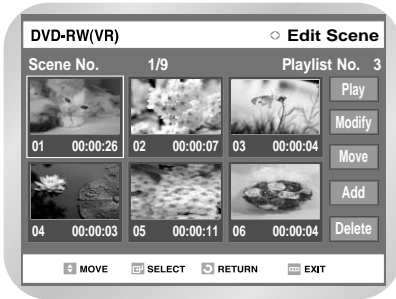 DVD-RW(VR) Edit Scene
Scene No. 1/9 Playlist No. 3
Play
Modify
Move
Add
Delete
01 00:00:26 02 00:00:07 03 00:00:04
04 00:00:03 05 00:00:11 06 00:00:04
MOVE SELECT RETURN EXIT